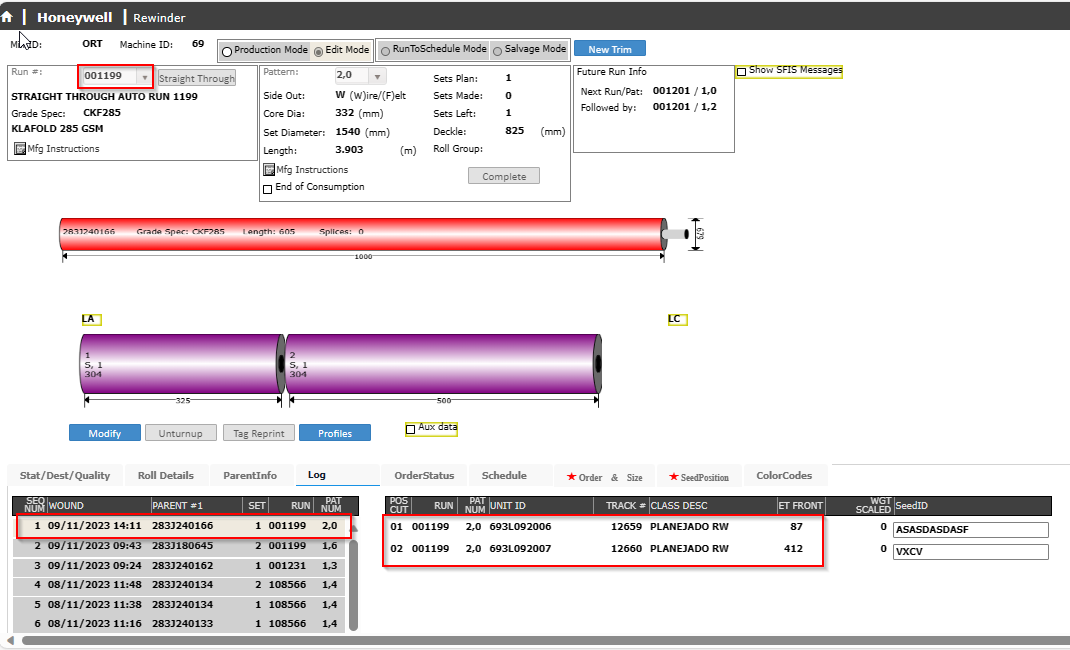 Honeywell | Rewinder
ORT Machine ID: 69 Production Mode Edit Mode RunToSchedule Mode Salvage Mode New Trim
Run #: 001199 Straight Through
STRAIGHT THROUGH AUTO RUN 1199
Grade Spec: CKF285
KLAFOLD 285 GSM
Mfg Instructions
Pattern: 2,0
Side Out: W (W)ire/(F)elt
Core Dia: 332 (mm)
Set Diameter: 1540 (mm)
Length: 3.903 (m)
Mfg Instructions
End of Consumption
Sets Plan: 1
Sets Made: 0
Sets Left: 1
Deckle: 825 (mm)
Roll Group:
Complete
Future Run Info
Next Run/Pat: 001201 / 1,0
Followed by: 001201 / 1,2
Show SFIS Messages
283J240166 Grade Spec: CKF285 Length: 605 Splices: 0
679
1000
LA LC
1 2
S, 1 S, 1
304 304
325 500
Modify Unturnup Tag Reprint Profiles Aux data
Stat/Dest/Quality Roll Details ParentInfo Log OrderStatus Schedule ★ Order & Size ★ SeedPosition ColorCodes
SEQ NUM WOUND PARENT #1 SET RUN PAT NUM
1 09/11/2023 14:11 283J240166 1 001199 2,0
2 09/11/2023 09:43 283J180645 2 001199 1,6
3 09/11/2023 09:24 283J240162 1 001231 1,3
4 08/11/2023 11:48 283J240134 2 108566 1,4
5 08/11/2023 11:38 283J240134 1 108566 1,4
6 08/11/2023 11:16 283J240133 1 108566 1,4
POS CUT RUN PAT NUM UNIT ID TRACK # CLASS DESC ET FRONT WGT SCALED SeedID
01 001199 2,0 693L092006 12659 PLANEJADO RW 87 0 ASASDASDASF
02 001199 2,0 693L092007 12660 PLANEJADO RW 412 0 VXCV